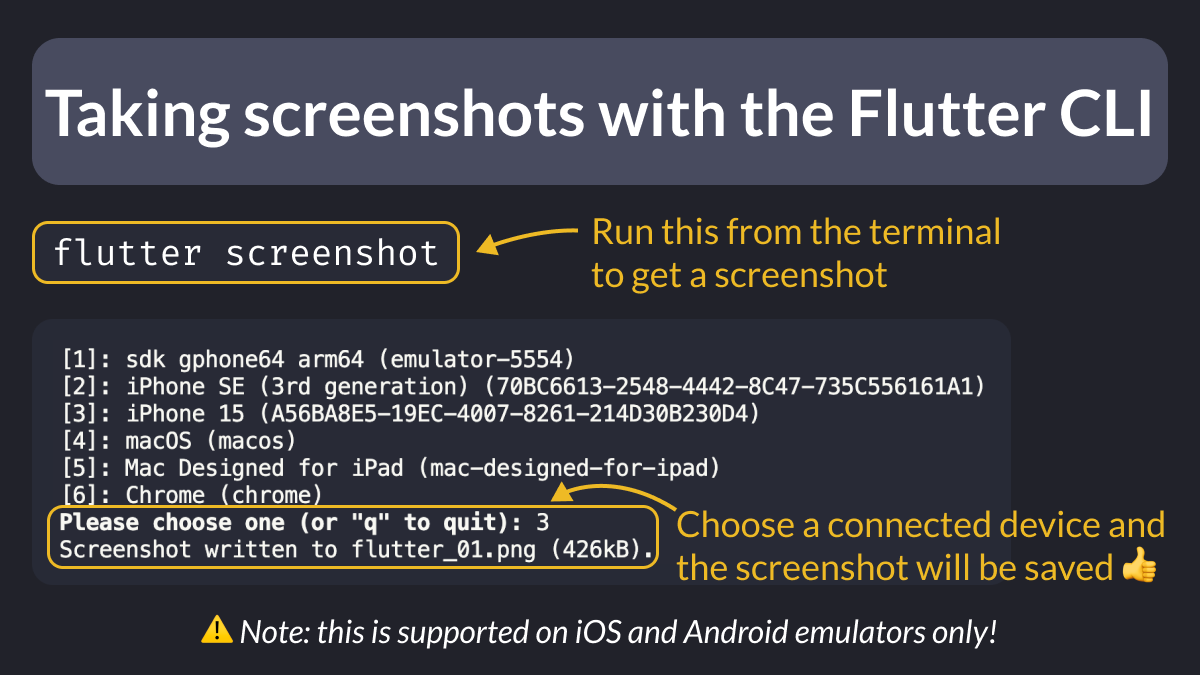 Taking screenshots with the Flutter CLI
flutter screenshot
Run this from the terminal
to get a screenshot
[1]: sdk gphone64 arm64 (emulator-5554)
[2]: iPhone SE (3rd generation) (70BC6613-2548-4442-8C47-735C556161A1)
[3]: iPhone 15 (A56BA8E5-19EC-4007-8261-214D30B230D4)
[4]: macOS (macos)
[5]: Mac Designed for iPad (mac-designed-for-ipad)
[6]: Chrome (chrome)
Please choose one (or "q" to quit): 3
Screenshot written to flutter_01.png (426kB).
Choose a connected device and
the screenshot will be saved 👍
⚠️ Note: this is supported on iOS and Android emulators only!